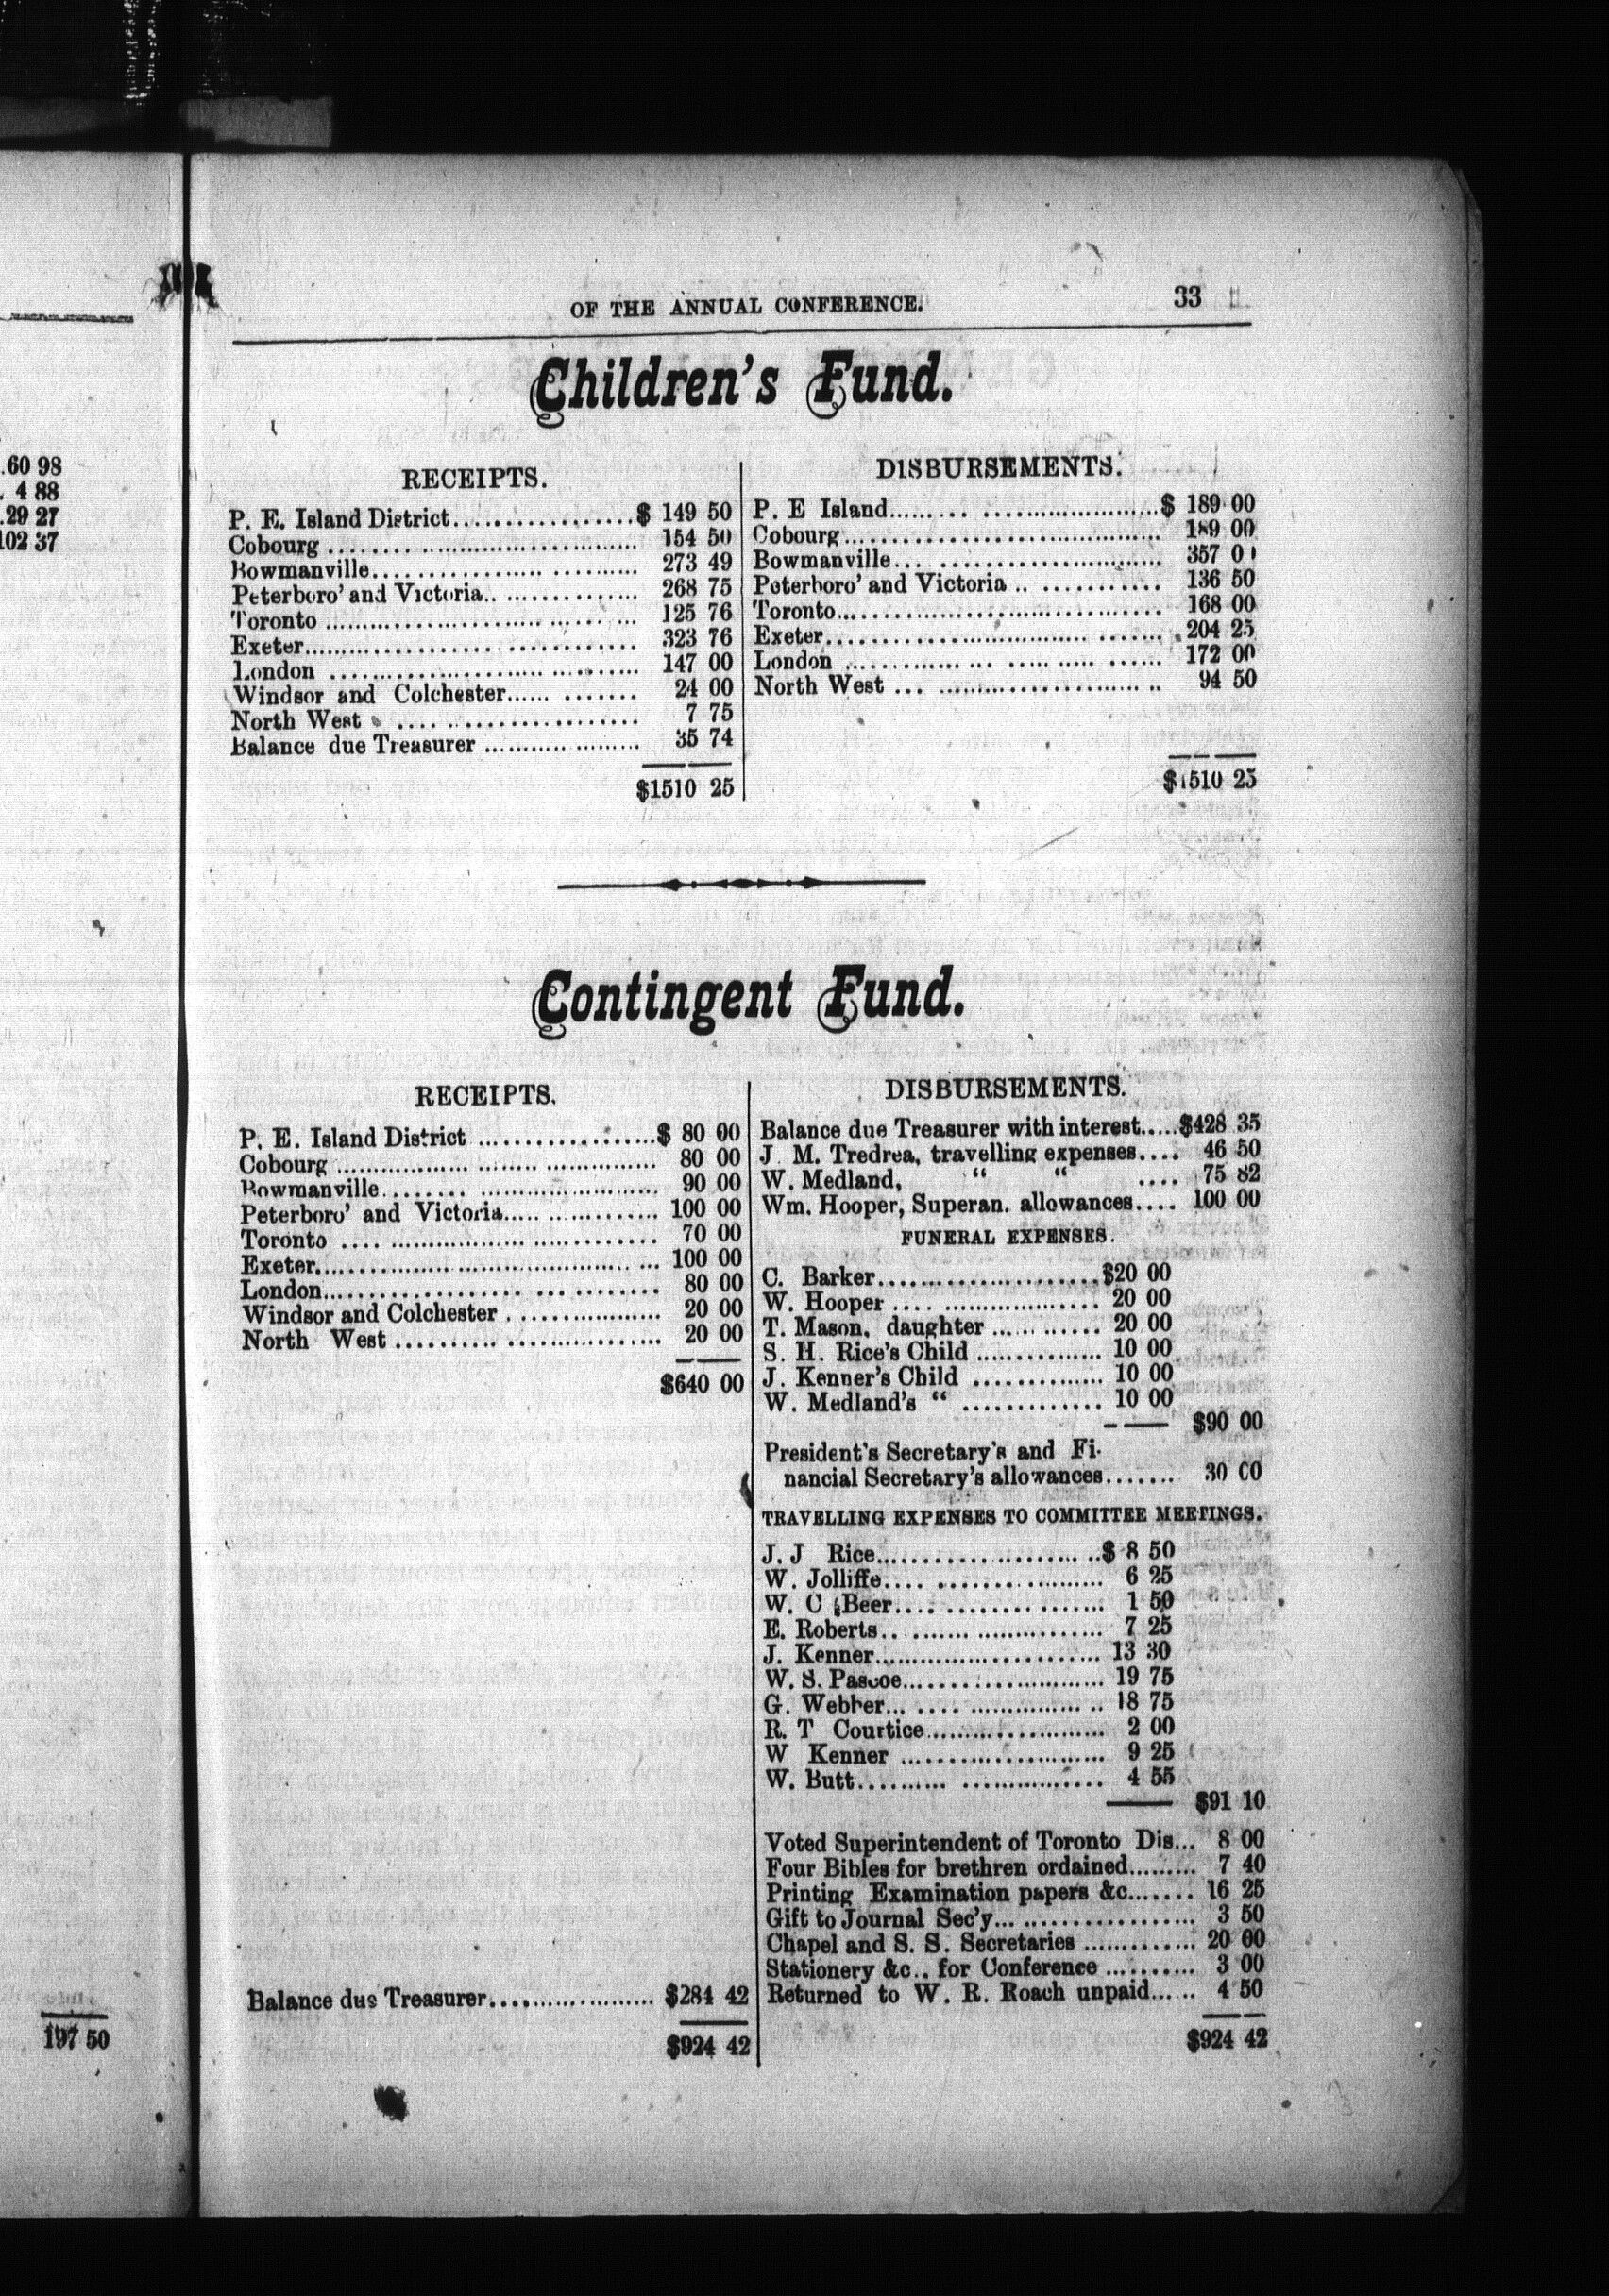 .60 98
. 4 88
.29 27
102 37
197 50
OF THE ANNUAL CONFERENCE. 33
Children's Fund.
RECEIPTS.
P. E. Island District..................$ 149 50
Cobourg .............................. 154 50
Bowmanville........................... 273 49
Peterboro' and Victoria............... 268 75
Toronto .............................. 125 76
Exeter................................ 323 76
London ............................... 147 00
Windsor and Colchester...... ....... 24 00
North West ........................ 7 75
Balance due Treasurer .................... 35 74
$1510 25
DISBURSEMENTS.
P. E Island...............................$ 189 00
Cobourg.................................. 189 00
Bowmanville.............................. 357 00
Peterboro' and Victoria .. ............ 136 50
Toronto.................................. 168 00
Exeter................................... 204 25
London .................................. 172 00
North West ... ........................ 94 50
$1510 25
Contingent Fund.
RECEIPTS.
P. E. Island District ..................$ 80 00
Cobourg ................................ 80 00
Bowmanville............................. 90 00
Peterboro' and Victoria................. 100 00
Toronto ................................ 70 00
Exeter.................................. 100 00
London.................................. 80 00
Windsor and Colchester ................. 20 00
North West ............................. 20 00
$640 00
Balance due Treasurer.................... $284 42
$924 42
DISBURSEMENTS.
Balance due Treasurer with interest.....$428 35
J M. Tredrea, travelling expenses.... 46 50
W. Medland, “ “ .... 75 82
Wm. Hooper, Superan. allowances.... 100 00
FUNERAL EXPENSES.
C. Barker......................$20 00
W. Hooper .... ................... 20 00
T. Mason, daughter ........... 20 00
S. H. Rice's Child ............... 10 00
J. Kenner's Child .............. 10 00
W. Medland's “ .............. 10 00
$90 00
President's Secretary's and Fi-
nancial Secretary's allowances....... 30 00
TRAVELLING EXPENSES TO COMMITTEE MEETINGS.
J. J Rice........................$ 8 50
W. Jolliffe.... .................. 6 25
W. C Beer.... ................. 1 50
E. Roberts...................... 7 25
J. Kenner......................... 13 30
W. S. Pascoe...................... 19 75
G. Webber... .... ............... .. 18 75
R. T Courtice.................... 2 00
W Kenner ....................... 9 25
W. Butt.......... ............... 4 55
$91 10
Voted Superintendent of Toronto Dis... 8 00
Four Bibles for brethren ordained......... 7 40
Printing Examination papers &c....... 16 25
Gift to Journal Sec'y..................... 3 50
Chapel and S. S. Secretaries ............. 20 00
Stationery &c., for Conference .......... 3 00
Returned to W. R. Roach unpaid...... 4 50
$924 42